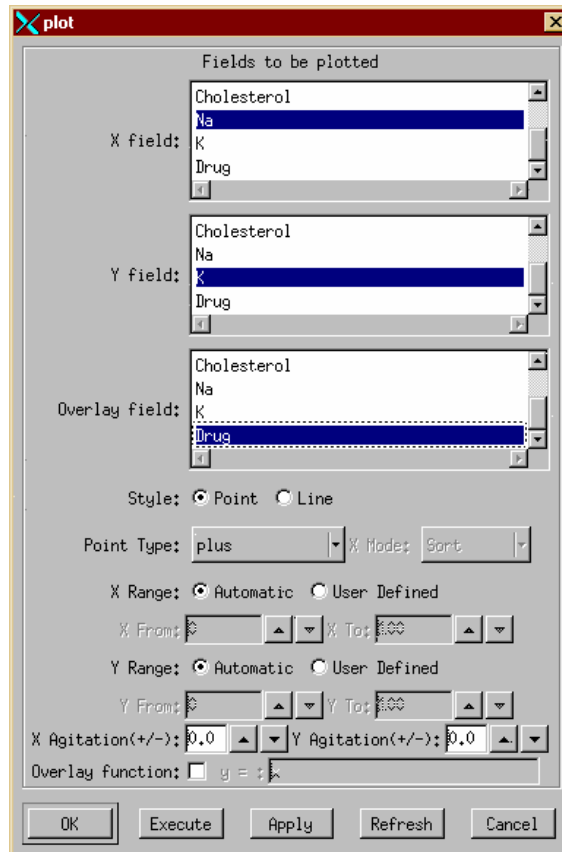 plot
Fields to be plotted
X field:
Cholesterol
Na
K
Drug
Y field:
Cholesterol
Na
K
Drug
Overlay field:
Cholesterol
Na
K
Drug
Style: Point Line
Point Type: plus X Mode: Sort
X Range: Automatic User Defined
X From: 0 X To:
Y Range: Automatic User Defined
Y From: 0 Y To:
X Agitation(+/-): 0.0 Y Agitation(+/-): 0.0
Overlay function: y = :
OK Execute Apply Refresh Cancel